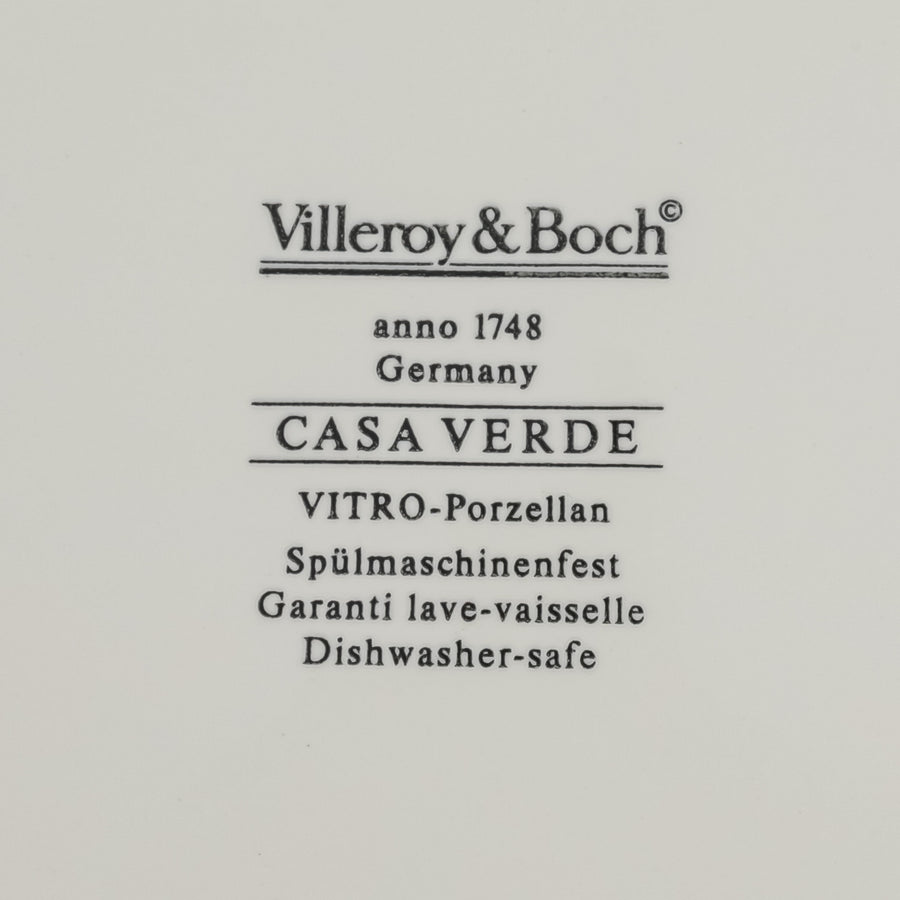 Villeroy & Boch©
anno 1748
Germany
CASA VERDE
VITRO-Porzellan
Spülmaschinenfest
Garanti lave-vaisselle
Dishwasher-safe